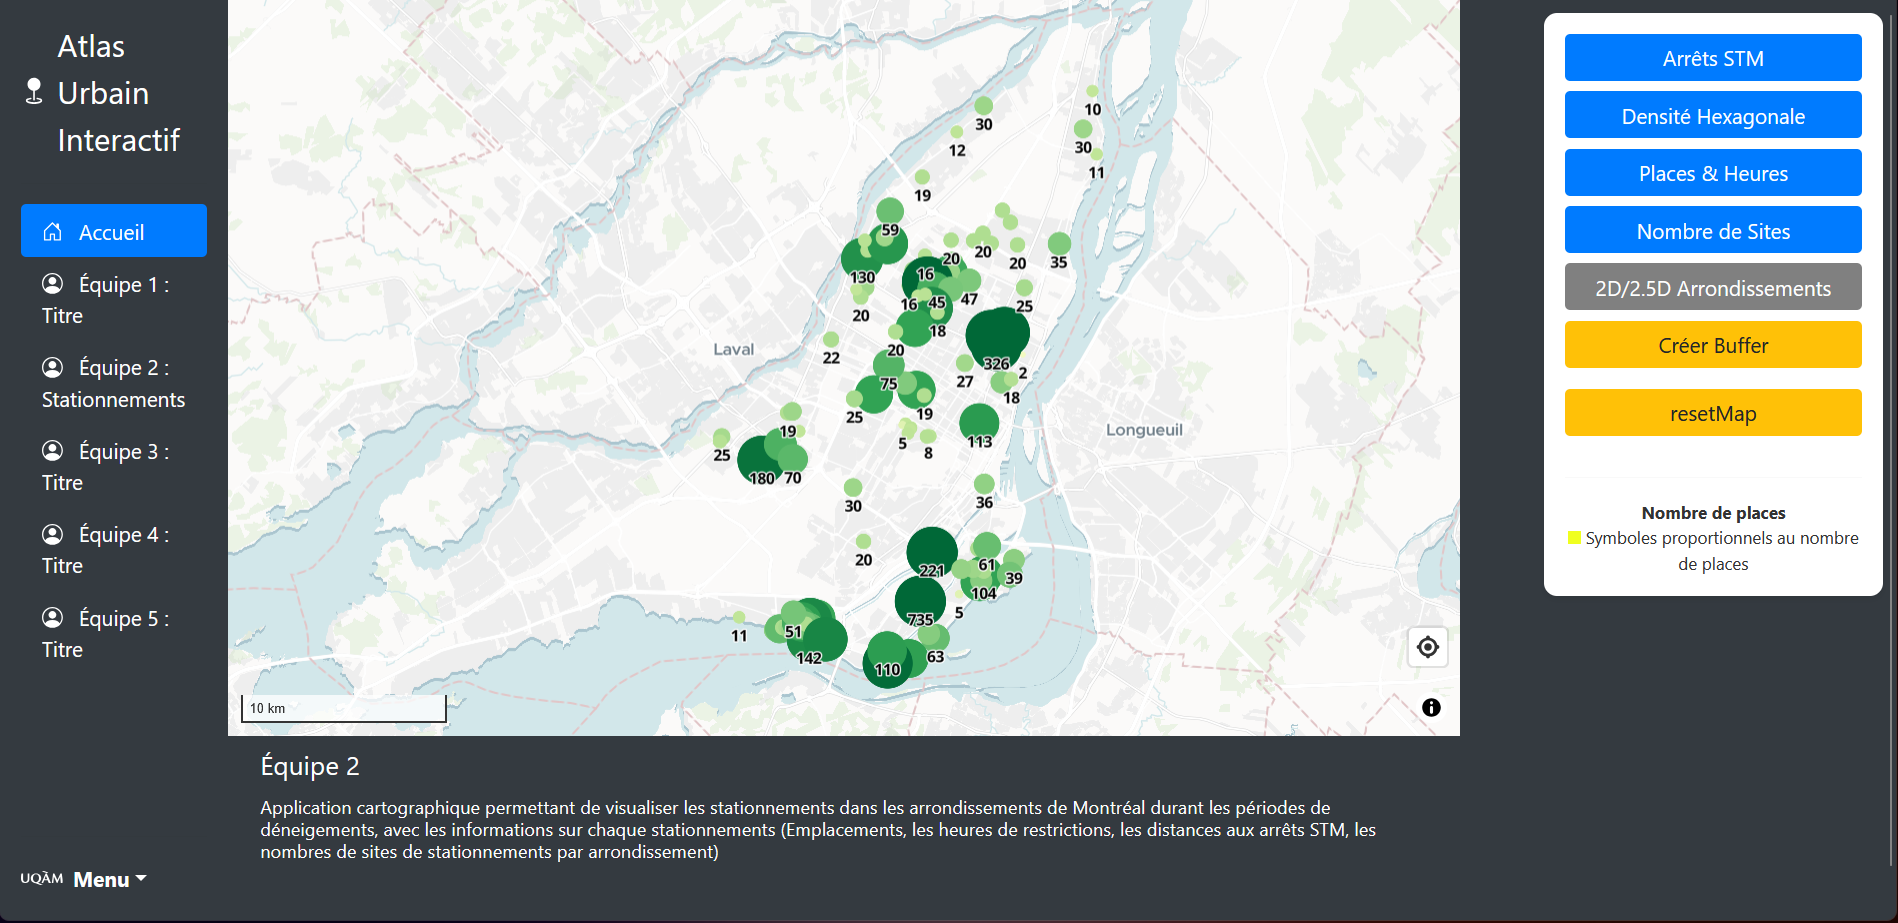 Atlas
Urbain
Interactif
Accueil
Équipe 1 :
Titre
Équipe 2 :
Stationnements
Équipe 3 :
Titre
Équipe 4 :
Titre
Équipe 5 :
Titre
UQÀM Menu
30
10
12
30
11
19
59
20
20
20
35
130
16
16
45
47
20
25
18
22
20
326
2
75
27
18
25
19
19
5
113
25
8
180
70
30
36
20
221
61
39
104
735
5
11
51
142
110
63
Laval
Longueuil
10 km
Arrêts STM
Densité Hexagonale
Places & Heures
Nombre de Sites
2D/2.5D Arrondissements
Créer Buffer
resetMap
Nombre de places
Symboles proportionnels au nombre
de places
Équipe 2
Application cartographique permettant de visualiser les stationnements dans les arrondissements de Montréal durant les périodes de
déneigements, avec les informations sur chaque stationnements (Emplacements, les heures de restrictions, les distances aux arrêts STM, les
nombres de sites de stationnements par arrondissement)